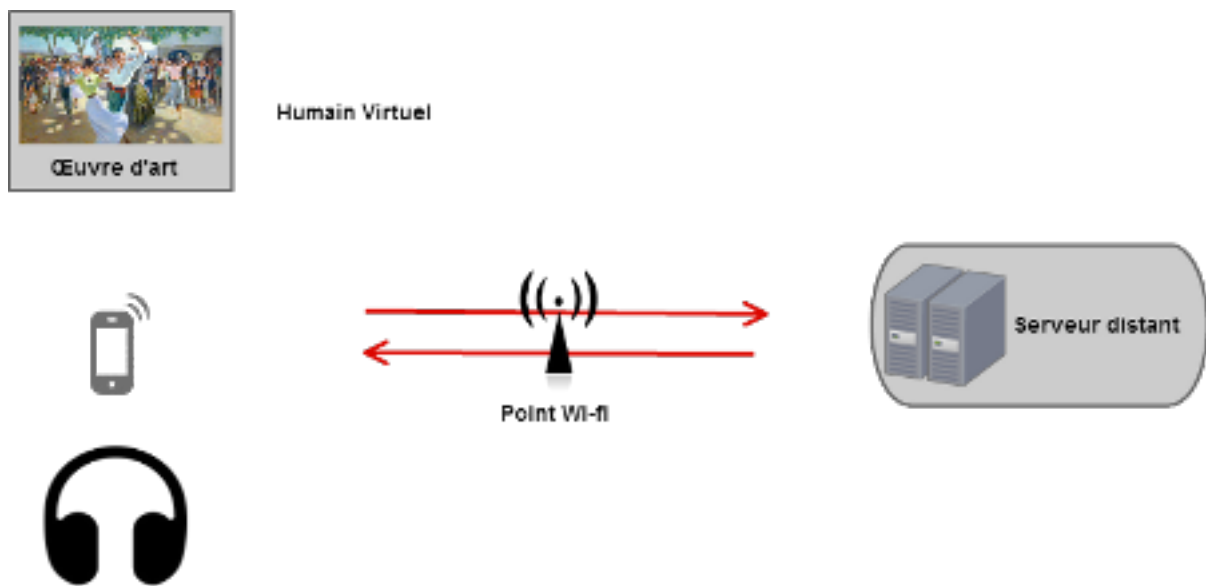 Œuvre d'art
Humain Virtuel
Serveur distant
Point Wi-fi